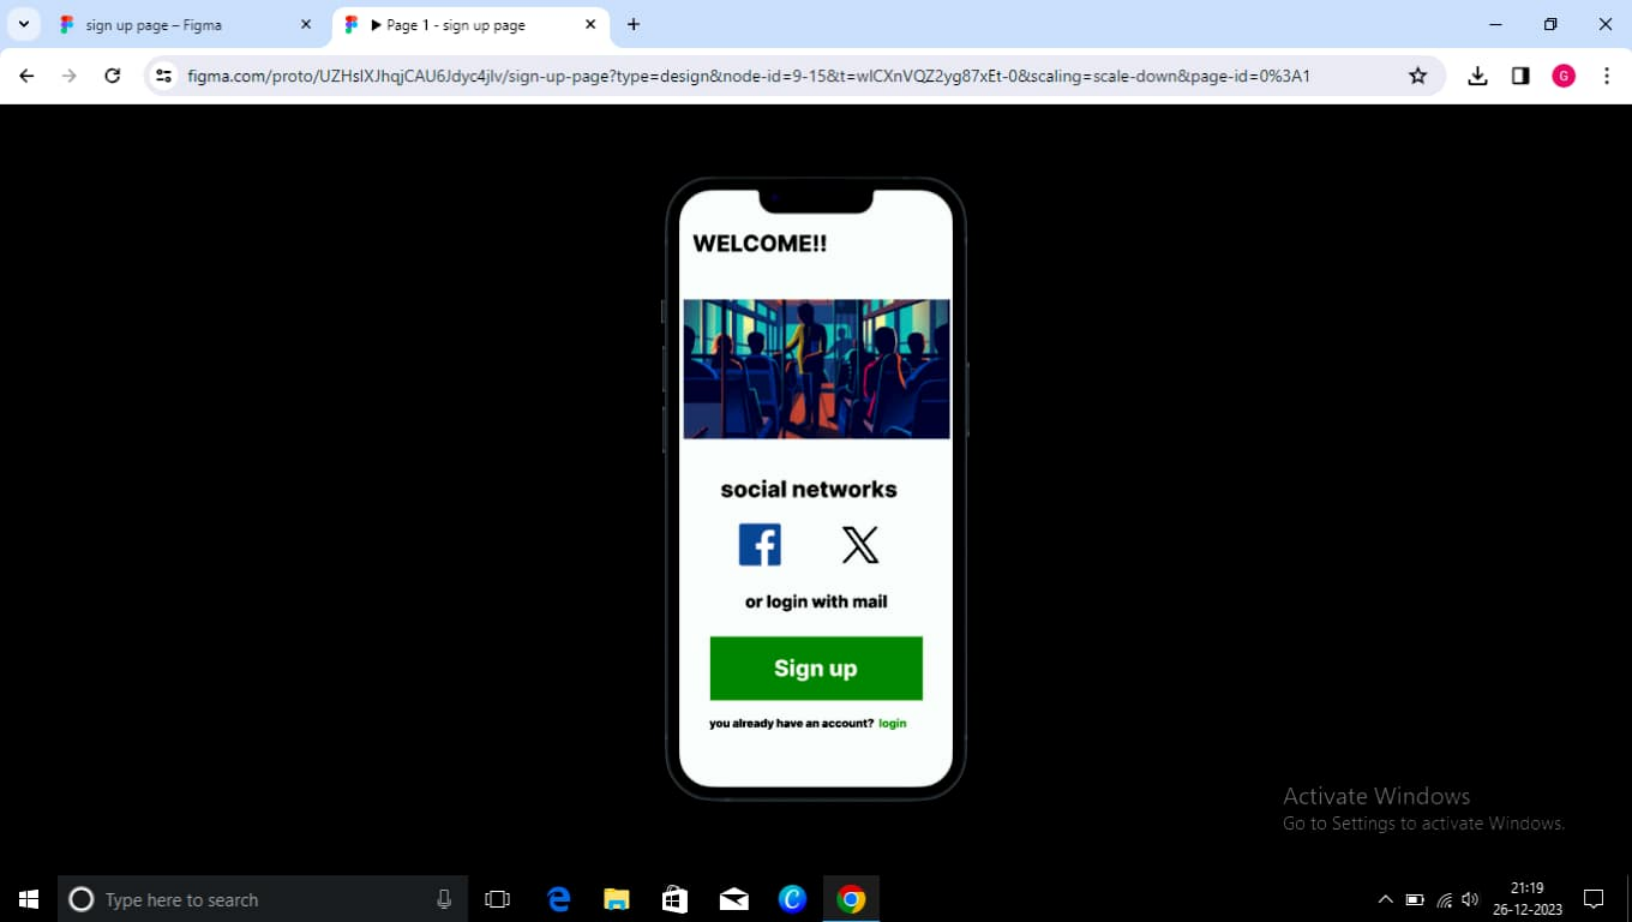 sign up page – Figma
Page 1 - sign up page
figma.com/proto/UZHsIXJhqjCAU6Jdyc4jlv/sign-up-page?type=design&node-id=9-15&t=wlCXnVQZ2yg87xEt-0&scaling=scale-down&page-id=0%3A1
G
WELCOME!!
social networks
or login with mail
Sign up
you already have an account? login
Activate Windows
Go to Settings to activate Windows.
Type here to search
21:19
26-12-2023